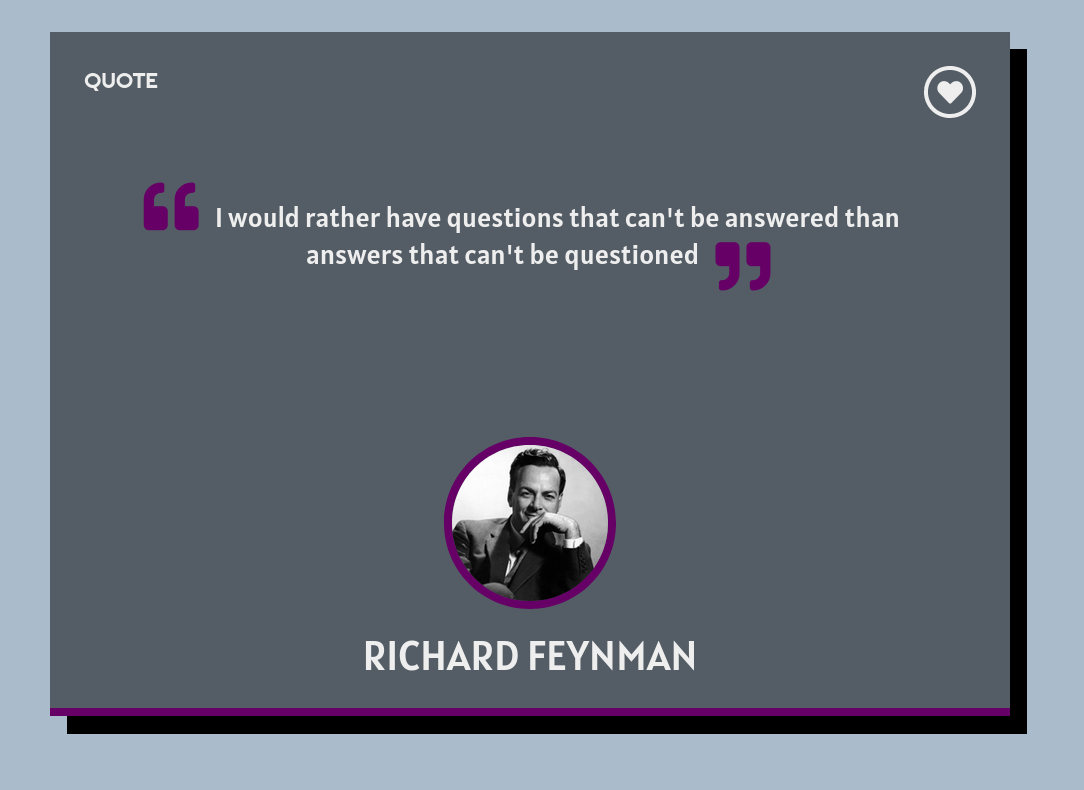 QUOTE
I would rather have questions that can't be answered than
answers that can't be questioned
RICHARD FEYNMAN